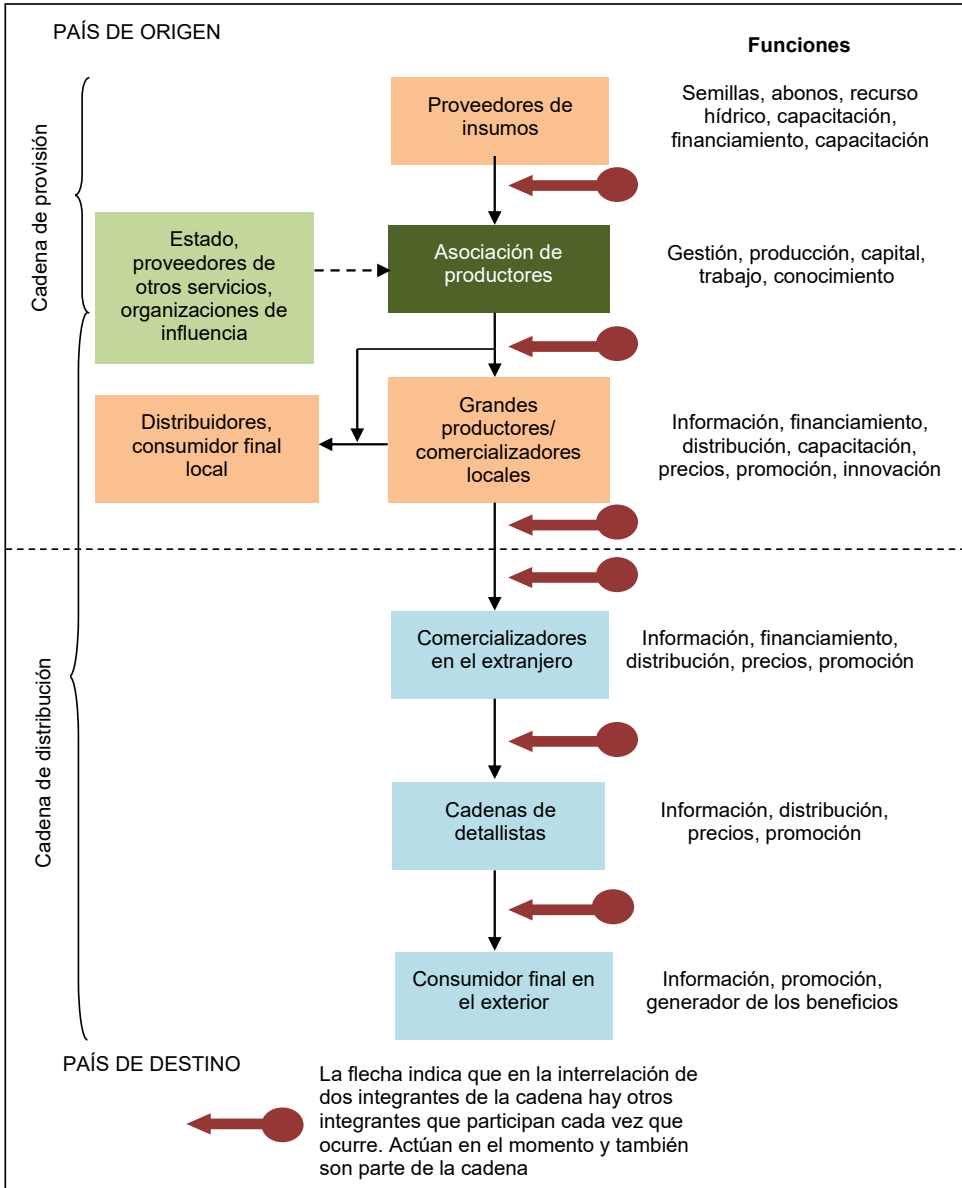 PAÍS DE ORIGEN
Funciones
Cadena de provisión
Proveedores de
insumos
Semillas, abonos, recurso
hídrico, capacitación,
financiamiento, capacitación
Estado,
proveedores de
otros servicios,
organizaciones de
influencia
Asociación de
productores
Gestión, producción, capital,
trabajo, conocimiento
Distribuidores,
consumidor final
local
Grandes
productores/
comercializadores
locales
Información, financiamiento,
distribución, capacitación,
precios, promoción, innovación
Cadena de distribución
Comercializadores
en el extranjero
Información, financiamiento,
distribución, precios, promoción
Cadenas de
detallistas
Información, distribución,
precios, promoción
Consumidor final en
el exterior
Información, promoción,
generador de los beneficios
PAÍS DE DESTINO
La flecha indica que en la interrelación de
dos integrantes de la cadena hay otros
integrantes que participan cada vez que
ocurre. Actúan en el momento y también
son parte de la cadena